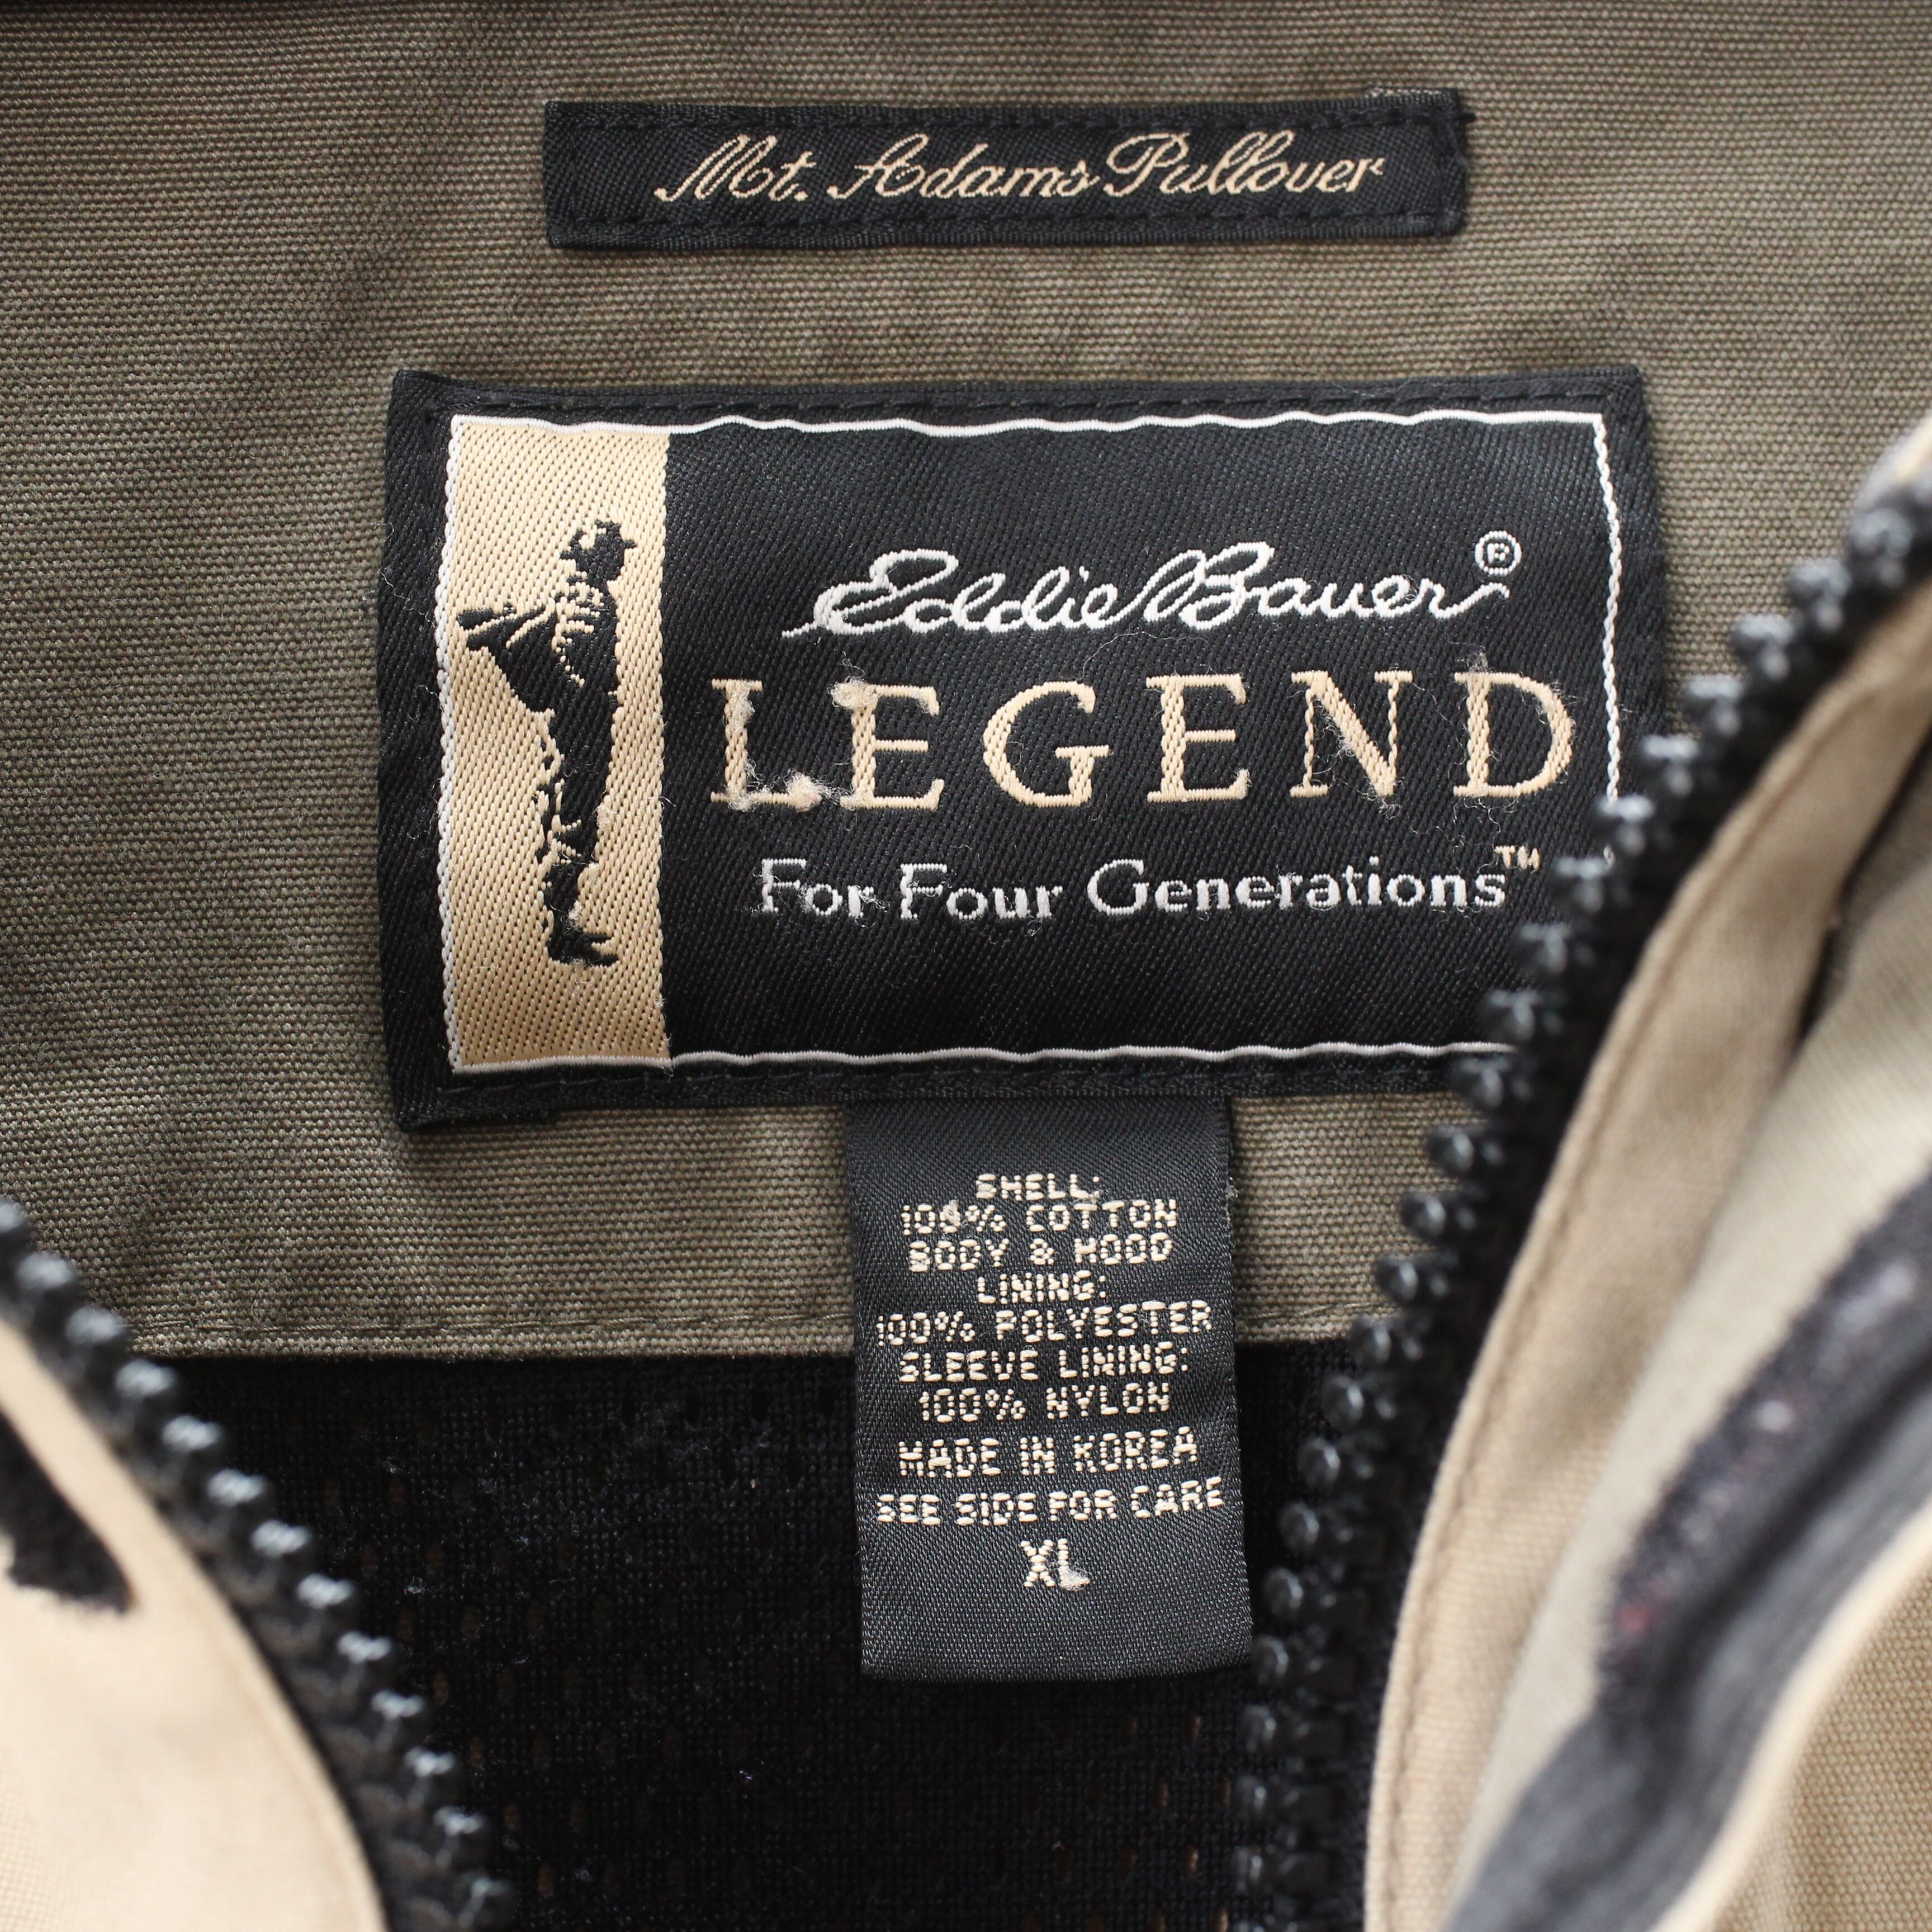 Mt. Adams Pullover
Eddie Bauer®
LEGEND
For Four Generations™
SHELL:
100% COTTON
BODY & HOOD
LINING:
100% POLYESTER
SLEEVE LINING:
100% NYLON
MADE IN KOREA
SEE SIDE FOR CARE
XL